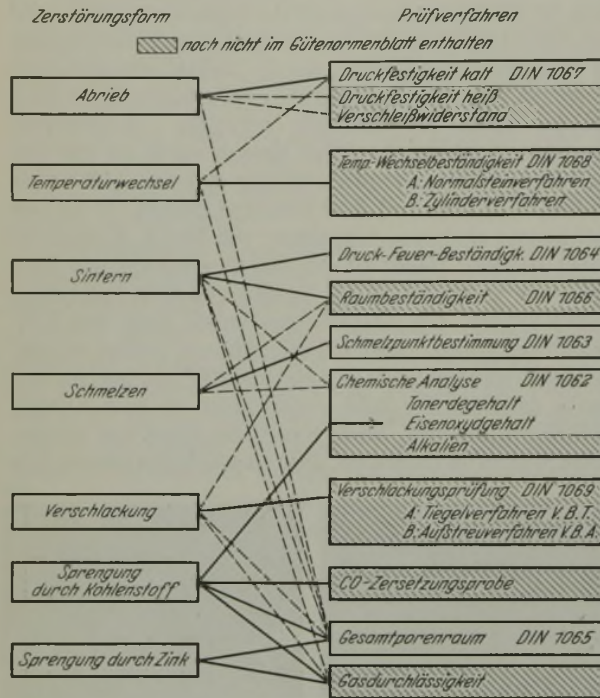 Zerstörungsform
Prüfverfahren
noch nicht im Gütenormenblatt enthalten
Abrieb
Temperaturwechsel
Sintern
Schmelzen
Verschlackung
Sprengung
durch Kohlenstoff
Sprengung durch Zink
Druckfestigkeit kalt DIN 1067
Druckfestigkeit heiß
Verschleißwiderstand
Temp-Wechselbeständigkeit DIN 1068
A: Normalsteinverfahren
B: Zylinderverfahren
Druck-Feuer-Beständigk. DIN 1064
Raumbeständigkeit DIN 1066
Schmelzpunktbestimmung DIN 1063
Chemische Analyse DIN 1062
Tonerdegehalt
Eisenoxydgehalt
Alkalien
Verschlackungsprüfung DIN 1069
A: Tiegelverfahren V.B.T.
B: Aufstreuverfahren V.B.A.
CO-Zersetzungsprobe
Gesamtporenraum DIN 1065
Gasdurchlässigkeit